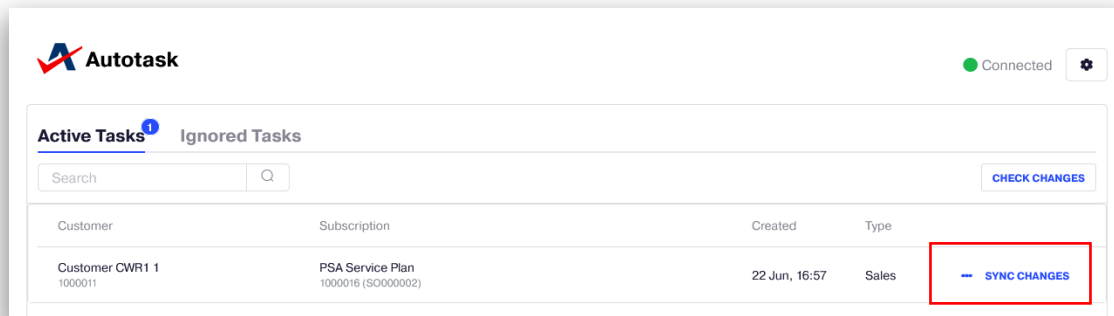 Autotask
Connected
Active Tasks 1 Ignored Tasks
Search
CHECK CHANGES
Customer Subscription Created Type
Customer CWR1 1 PSA Service Plan 22 Jun, 16:57 Sales ••• SYNC CHANGES
1000011 1000016 (SO000002)